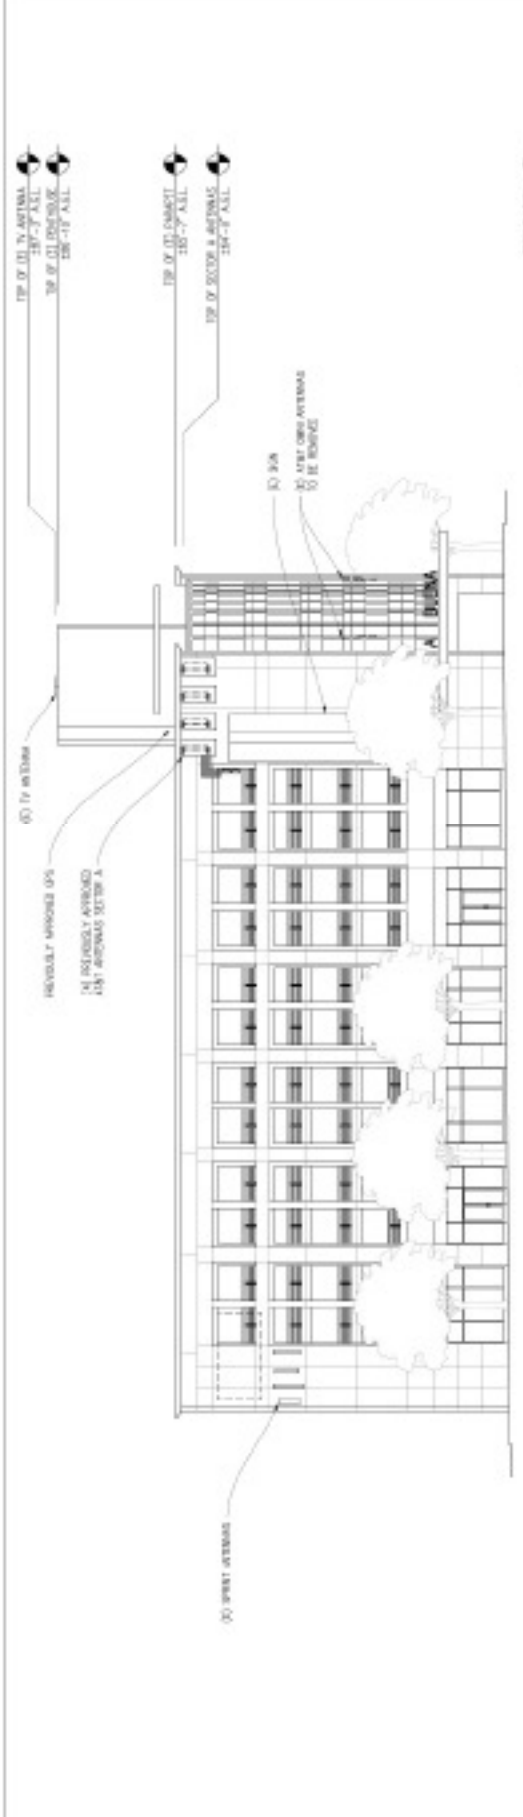 TOP OF (E) TV ANTENNA
TOP OF (E) PENTHOUSE
TOP OF (E) PARAPET
TOP OF SECTOR A ANTENNAS
(E) TV ANTENNA
PREVIOUSLY APPROVED GPS
(N) PREVIOUSLY APPROVED
AT&T ANTENNAS SECTOR A
(E) SIGN
(E) AT&T OMNI ANTENNAS
TO BE REMOVED
A BUENA
(E) SPRINT ANTENNAS